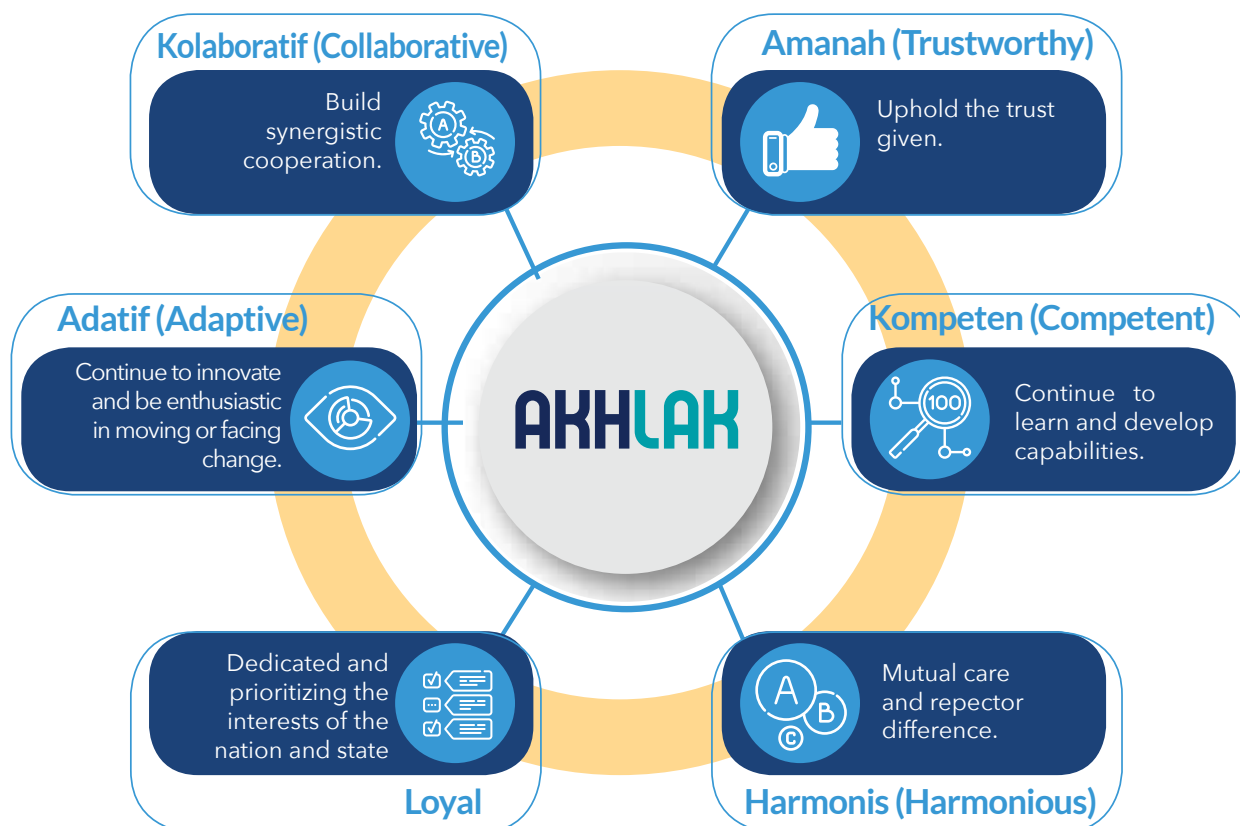 Kolaboratif (Collaborative)
Build
synergistic
cooperation.
A
B
Amanah (Trustworthy)
Uphold the trust
given.
Adatif (Adaptive)
Continue to innovate
and be enthusiastic
in moving or facing
change.
AKHLAK
Kompeten (Competent)
100
Continue to
learn and develop
capabilities.
Dedicated and
prioritizing the
interests of the
nation and state
Loyal
A
B
C
Mutual care
and repector
difference.
Harmonis (Harmonious)